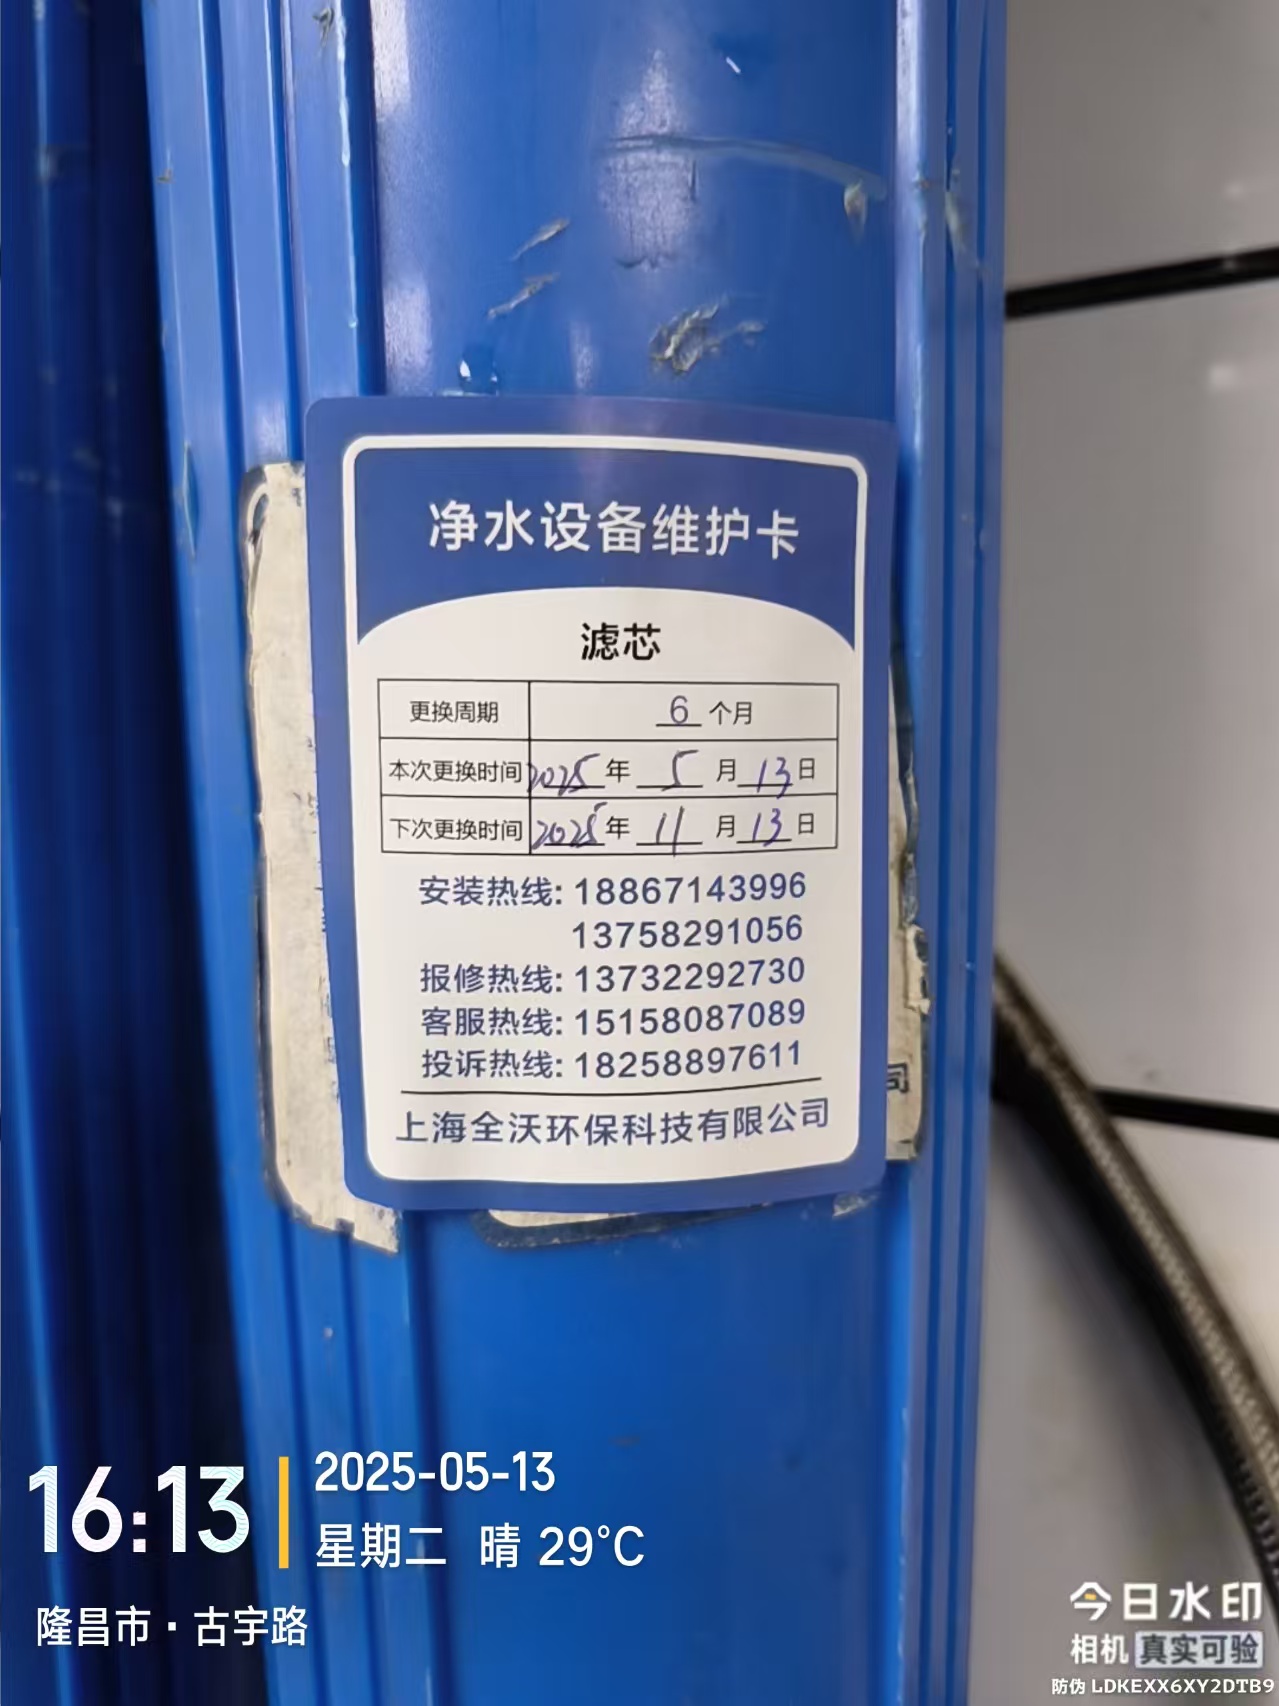 净水设备维护卡
滤芯
更换周期 6 个月
本次更换时间 2025 年 5 月 13 日
下次更换时间 2025 年 11 月 13 日
安装热线: 18867143996
13758291056
报修热线: 13732292730
客服热线: 15158087089
投诉热线: 18258897611
司
上海全沃环保科技有限公司
16:13
2025-05-13
星期二 晴 29°C
隆昌市·古宇路
今日水印
相机 真实可验
防伪 LDKEXX6XY2DTB9